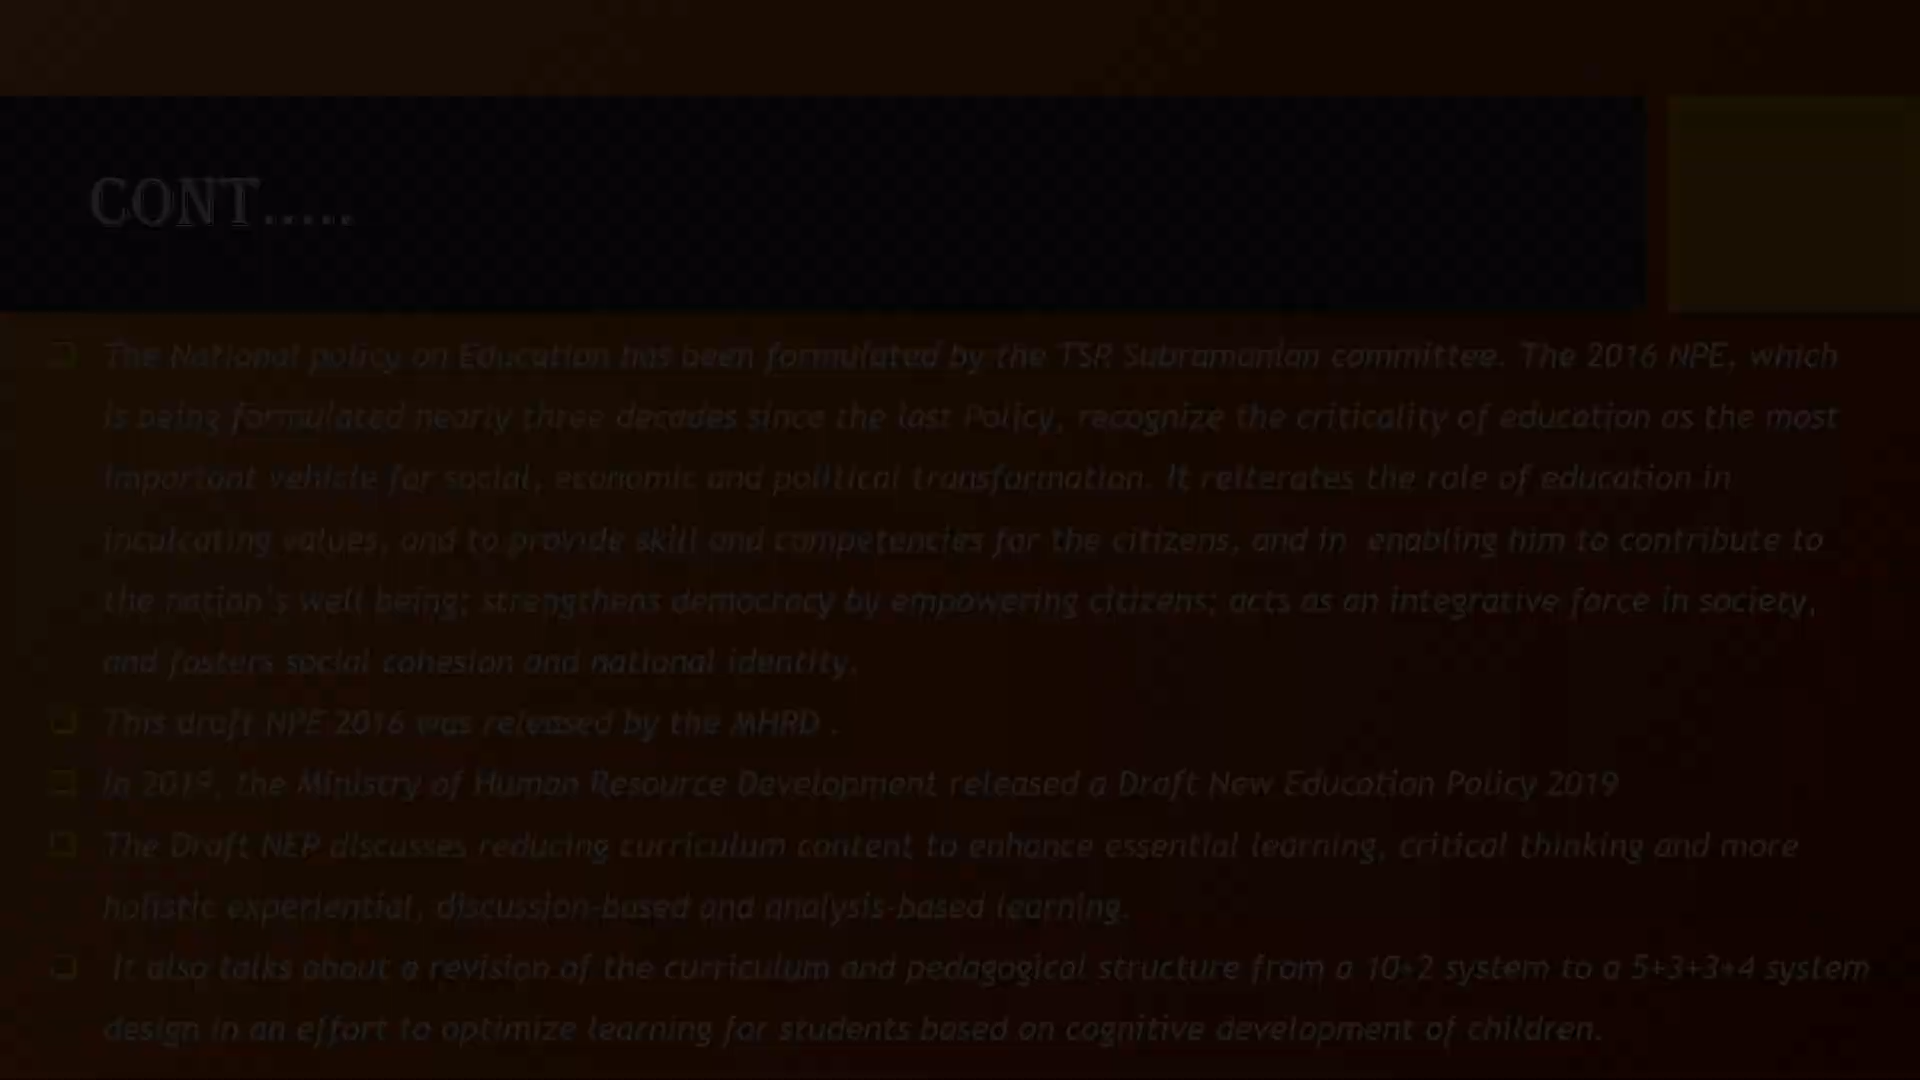 CONT.....
The National policy on Education has been formulated by the TSR Subramanian committee. The 2016 NPE, which
is being formulated nearly three decades since the last Policy, recognize the criticality of education as the most
important vehicle for social, economic and political transformation. It reiterates the role of education in
inculcating values, and to provide skill and competencies for the citizens, and in enabling him to contribute to
the nation's well being; strengthens democracy by empowering citizens; acts as an integrative force in society,
and fosters social cohesion and national identity.
This draft NPE 2016 was released by the MHRD .
In 2019, the Ministry of Human Resource Development released a Draft New Education Policy 2019
The Draft NEP discusses reducing curriculum content to enhance essential learning, critical thinking and more
holistic experiential, discussion-based and analysis-based learning.
It also talks about a revision of the curriculum and pedagogical structure from a 10+2 system to a 5+3+3+4 system
design in an effort to optimize learning for students based on cognitive development of children.